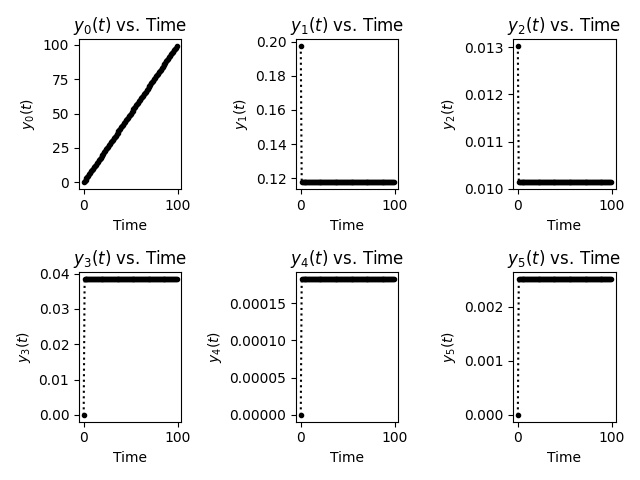 y₀(t) vs. Time
y₁(t) vs. Time
y₂(t) vs. Time
100
75
50
25
0
y₀(t)
0 100
Time
0.20
0.18
0.16
0.14
0.12
y₁(t)
0 100
Time
0.013
0.012
0.011
0.010
y₂(t)
0 100
Time
y₃(t) vs. Time
y₄(t) vs. Time
y₅(t) vs. Time
0.04
0.03
0.02
0.01
0.00
y₃(t)
0 100
Time
0.00015
0.00010
0.00005
0.00000
y₄(t)
0 100
Time
0.002
0.001
0.000
y₅(t)
0 100
Time